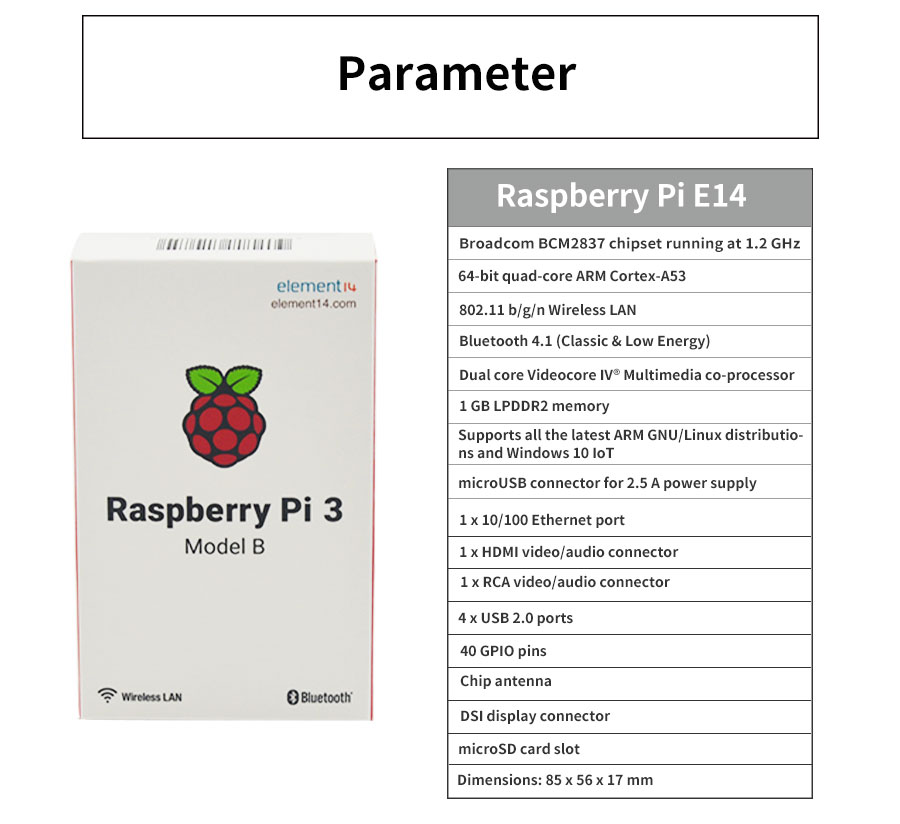 Parameter
element14
element14.com
Raspberry Pi 3
Model B
Wireless LAN
Bluetooth®
Raspberry Pi E14
Broadcom BCM2837 chipset running at 1.2 GHz
64-bit quad-core ARM Cortex-A53
802.11 b/g/n Wireless LAN
Bluetooth 4.1 (Classic & Low Energy)
Dual core Videocore IV® Multimedia co-processor
1 GB LPDDR2 memory
Supports all the latest ARM GNU/Linux distributio-
ns and Windows 10 IoT
microUSB connector for 2.5 A power supply
1 x 10/100 Ethernet port
1 x HDMI video/audio connector
1 x RCA video/audio connector
4 x USB 2.0 ports
40 GPIO pins
Chip antenna
DSI display connector
microSD card slot
Dimensions: 85 x 56 x 17 mm